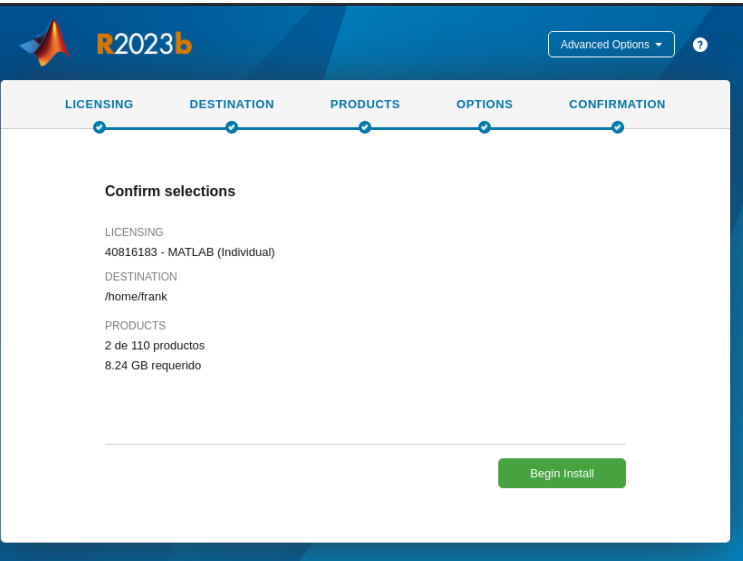 R2023b
Advanced Options
?
LICENSING DESTINATION PRODUCTS OPTIONS CONFIRMATION
Confirm selections
LICENSING
40816183 - MATLAB (Individual)
DESTINATION
/home/frank
PRODUCTS
2 de 110 productos
8.24 GB requerido
Begin Install